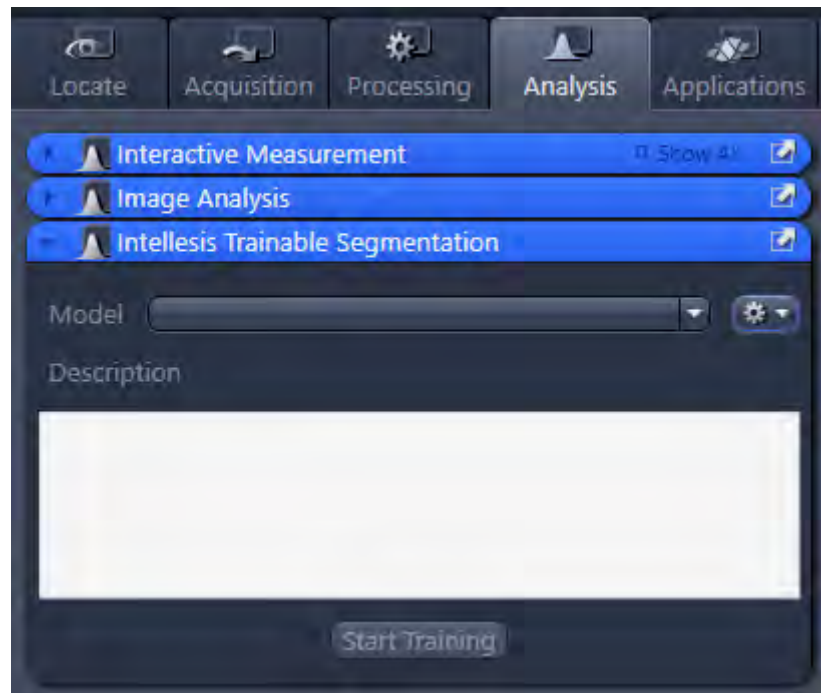 Locate Acquisition Processing Analysis Applications
Interactive Measurement Show All
Image Analysis
Intellesis Trainable Segmentation
Model
Description
Start Training